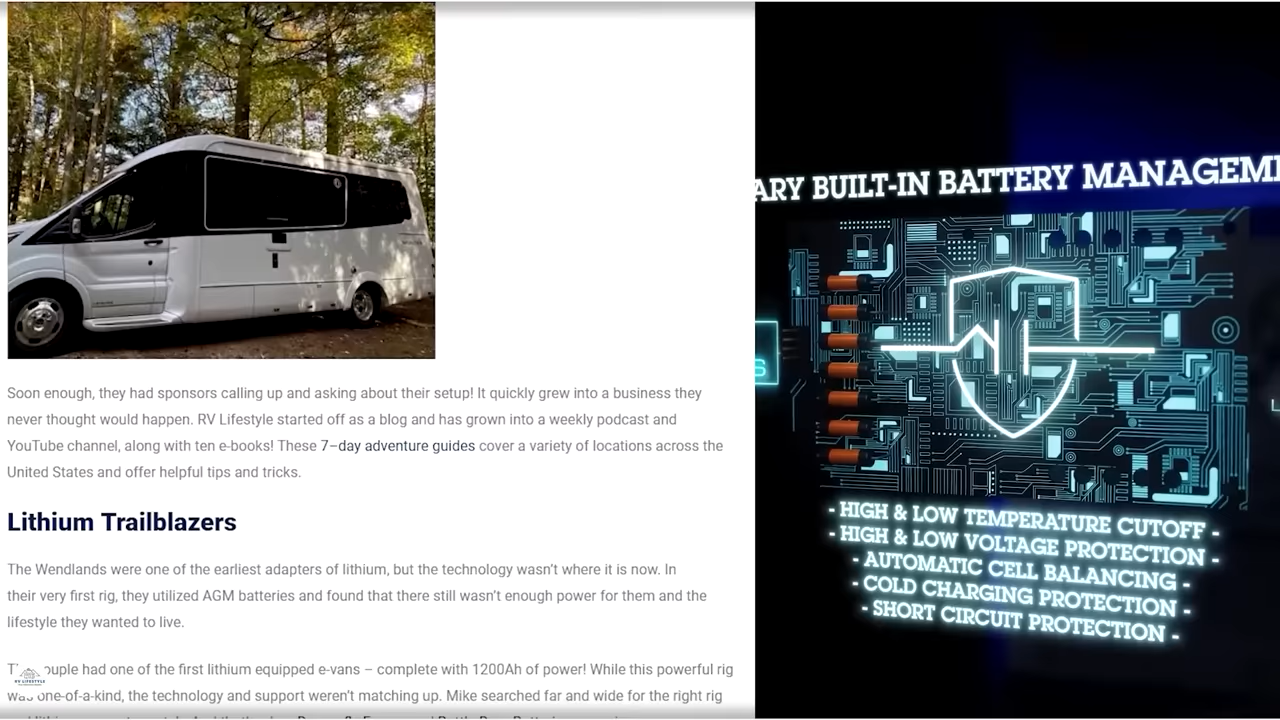 Soon enough, they had sponsors calling up and asking about their setup! It quickly grew into a business they
never thought would happen. RV Lifestyle started off as a blog and has grown into a weekly podcast and
YouTube channel, along with ten e-books! These 7–day adventure guides cover a variety of locations across the
United States and offer helpful tips and tricks.
Lithium Trailblazers
The Wendlands were one of the earliest adapters of lithium, but the technology wasn't where it is now. In
their very first rig, they utilized AGM batteries and found that there still wasn't enough power for them and the
lifestyle they wanted to live.
couple had one of the first lithium equipped e-vans – complete with 1200Ah of power! While this powerful rig
was one-of-a-kind, the technology and support weren't matching up. Mike searched far and wide for the right rig
RV LIFESTYLE
ARY BUILT-IN BATTERY MANAGEME
- HIGH & LOW TEMPERATURE CUTOFF -
- HIGH & LOW VOLTAGE PROTECTION -
- AUTOMATIC CELL BALANCING -
- COLD CHARGING PROTECTION -
- SHORT CIRCUIT PROTECTION -